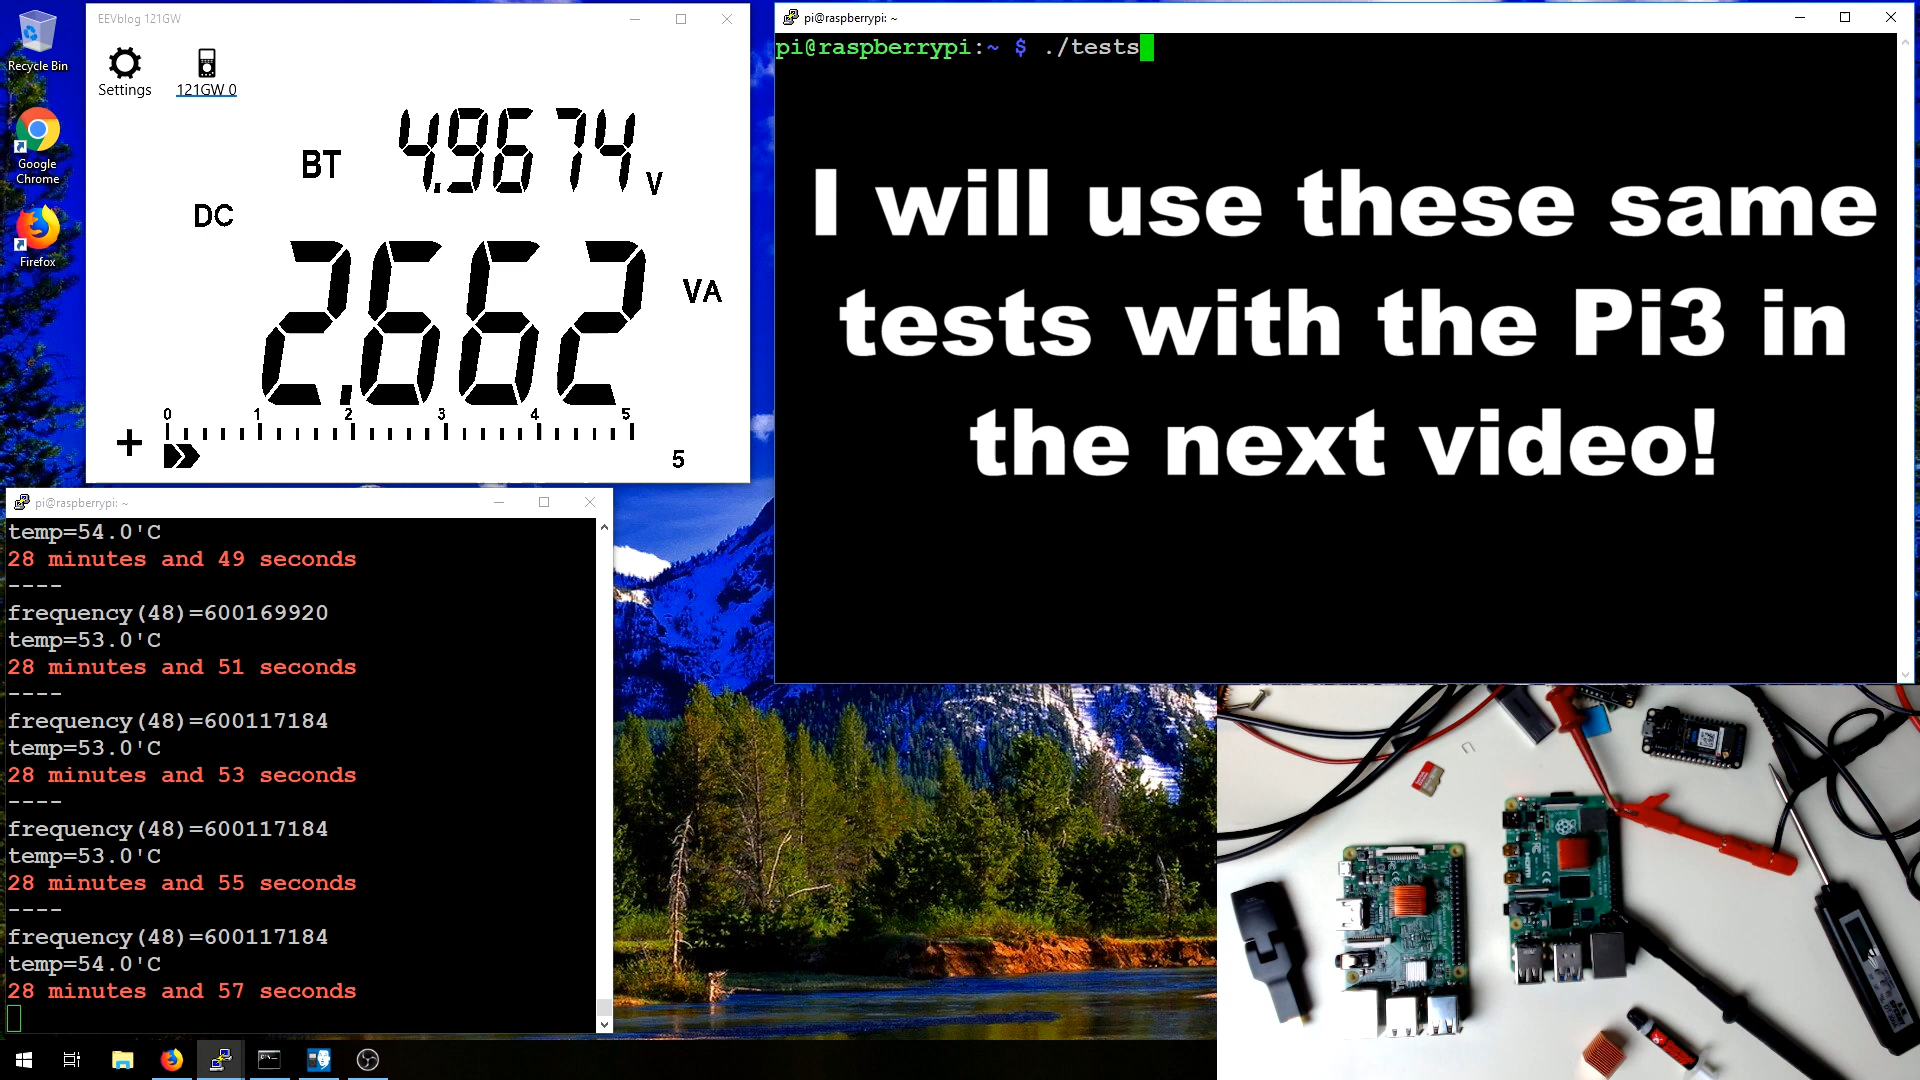 Recycle Bin
Google
Chrome
Firefox
EEVblog 121GW
Settings
121GW 0
BT 4.9674 V
DC
2.662 VA
0 1 2 3 4 5
+
5
pi@raspberrypi: ~
pi@raspberrypi:~ $ ./tests
I will use these same
tests with the Pi3 in
the next video!
pi@raspberrypi: ~
temp=54.0'C
28 minutes and 49 seconds
----
frequency(48)=600169920
temp=53.0'C
28 minutes and 51 seconds
----
frequency(48)=600117184
temp=53.0'C
28 minutes and 53 seconds
----
frequency(48)=600117184
temp=53.0'C
28 minutes and 55 seconds
----
frequency(48)=600117184
temp=54.0'C
28 minutes and 57 seconds
HDMI